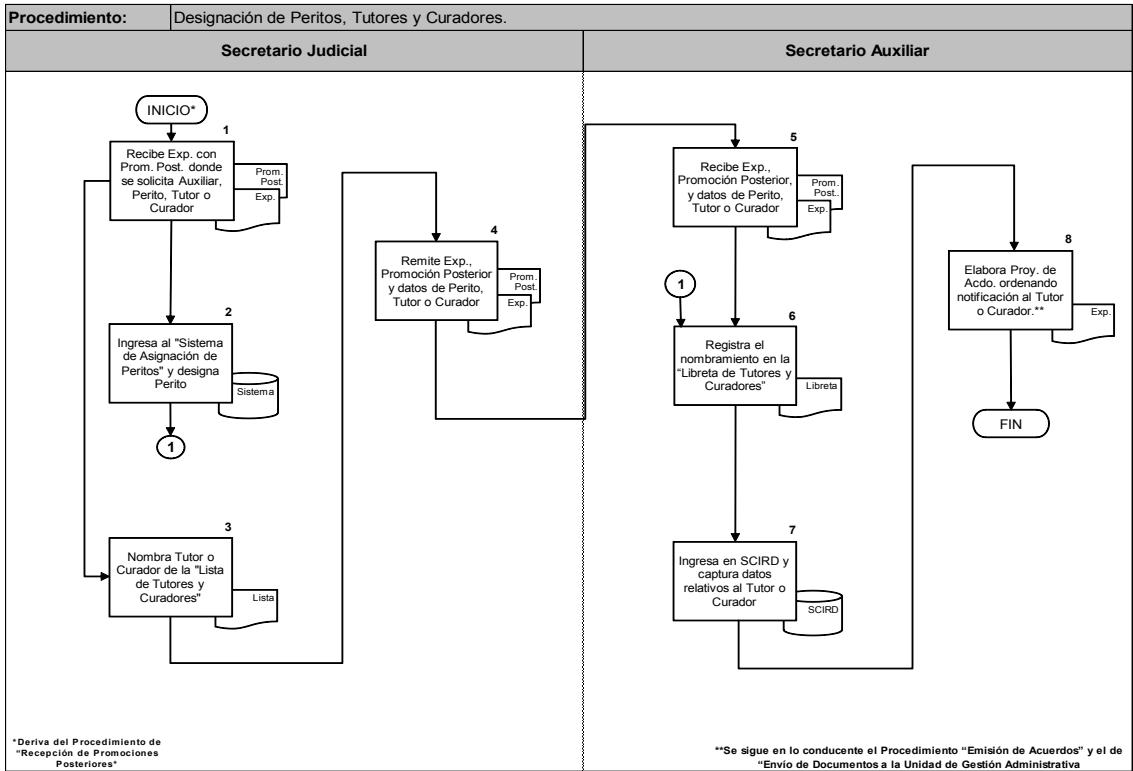 Procedimiento: Designación de Peritos, Tutores y Curadores.
Secretario Judicial
Secretario Auxiliar
INICIO*
1
Recibe Exp. con
Prom. Post. donde
se solicita Auxiliar,
Perito, Tutor o
Curador
Prom.
Post.
Exp.
2
Ingresa al "Sistema
de Asignación de
Peritos" y designa
Perito
Sistema
1
3
Nombra Tutor o
Curador de la "Lista
de Tutores y
Curadores"
Lista
4
Remite Exp.,
Promoción Posterior
y datos de Perito,
Tutor o Curador
Prom.
Post.
Exp.
5
Recibe Exp.,
Promoción Posterior,
y datos de Perito,
Tutor o Curador
Prom.
Post..
Exp.
1
6
Registra el
nombramiento en la
“Libreta de Tutores y
Curadores”
Libreta
7
Ingresa en SCIRD y
captura datos
relativos al Tutor o
Curador
SCIRD
8
Elabora Proy. de
Acdo. ordenando
notificación al Tutor
o Curador.**
Exp.
FIN
*Deriva del Procedimiento de
“Recepción de Promociones
Posteriores"
**Se sigue en lo conducente el Procedimiento “Emisión de Acuerdos” y el de
“Envío de Documentos a la Unidad de Gestión Administrativa